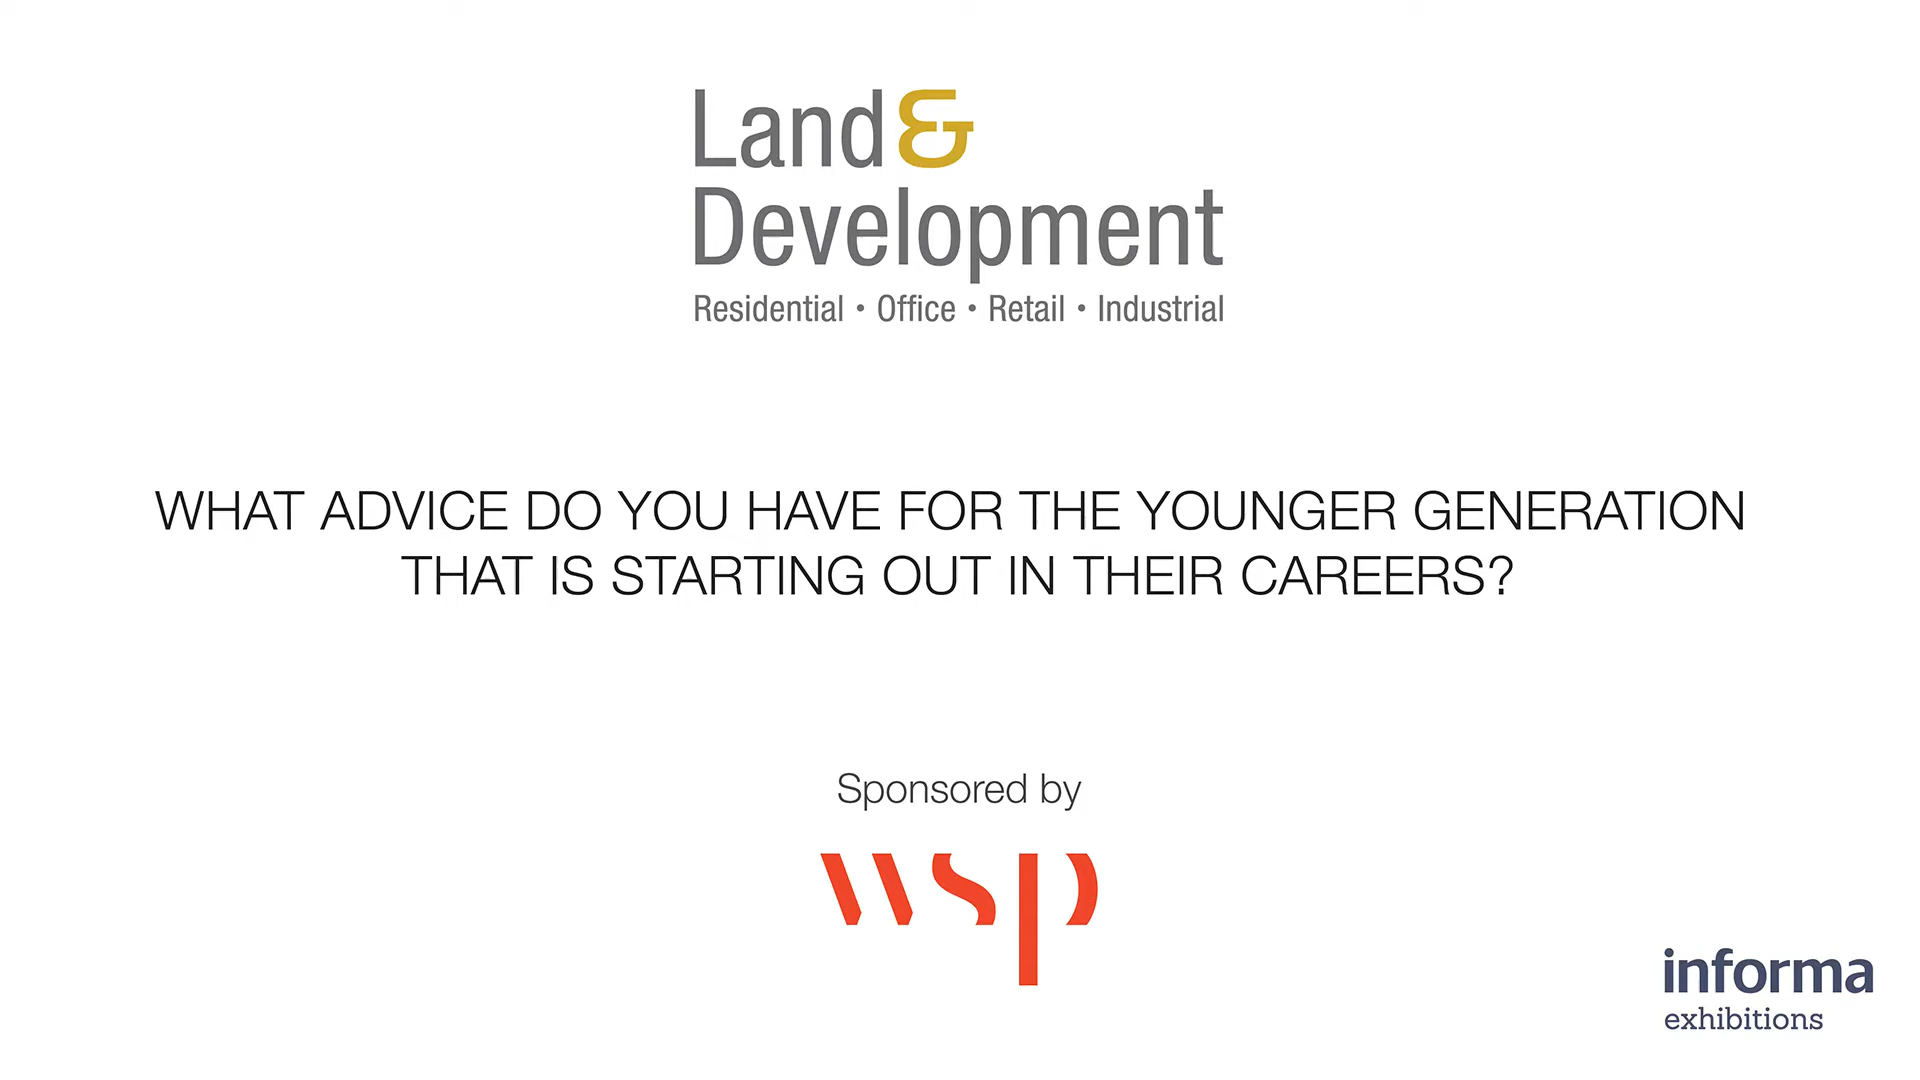 Land &
Development
Residential • Office • Retail • Industrial
WHAT ADVICE DO YOU HAVE FOR THE YOUNGER GENERATION
THAT IS STARTING OUT IN THEIR CAREERS?
Sponsored by
wsp
informa
exhibitions